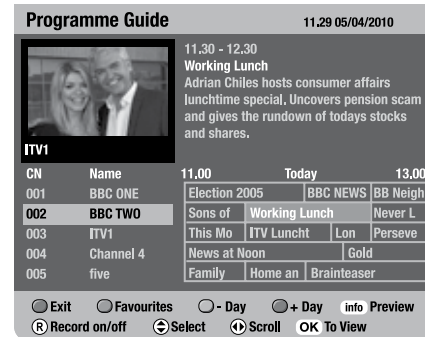 Programme Guide 11.29 05/04/2010
11.30 - 12.30
Working Lunch
Adrian Chiles hosts consumer affairs
lunchtime special. Uncovers pension scam
and gives the rundown of todays stocks
and shares.
ITV1
CN Name 11.00 Today 13.00
001 BBC ONE Election 2005 BBC NEWS BB Neigh
002 BBC TWO Sons of Working Lunch Never L
003 ITV1 This Mo ITV Luncht Lon Perseve
004 Channel 4 News at Noon Gold
005 five Family Home an Brainteaser
Exit Favourites - Day + Day info Preview
R Record on/off Select Scroll OK To View